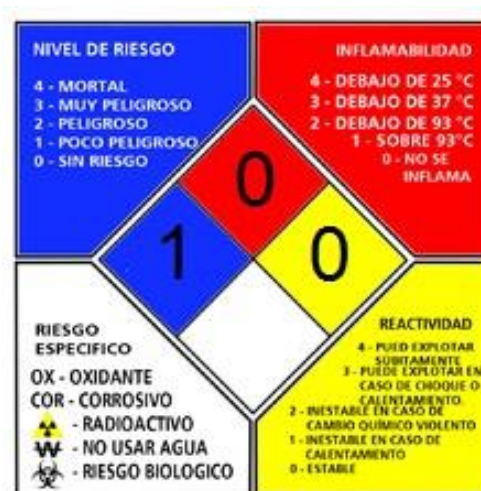 NIVEL DE RIESGO
4 - MORTAL
3 - MUY PELIGROSO
2 - PELIGROSO
1 - POCO PELIGROSO
0 - SIN RIESGO
INFLAMABILIDAD
4 - DEBAJO DE 25 °C
3 - DEBAJO DE 37 °C
2 - DEBAJO DE 93 °C
1 - SOBRE 93°C
0 - NO SE
INFLAMA
0
1
0
RIESGO
ESPECIFICO
OX - OXIDANTE
COR - CORROSIVO
- RADIOACTIVO
W - NO USAR AGUA
- RIESGO BIOLOGICO
REACTIVIDAD
4 - PUED EXPLOTAR
SÚBITAMENTE
3 - PUEDE EXPLOTAR EN
CASO DE CHOQUE O
CALENTAMIENTO.
2 - INESTABLE EN CASO DE
CAMBIO QUÍMICO VIOLENTO
1 - INESTABLE EN CASO DE
CALENTAMIENTO
0 - ESTABLE